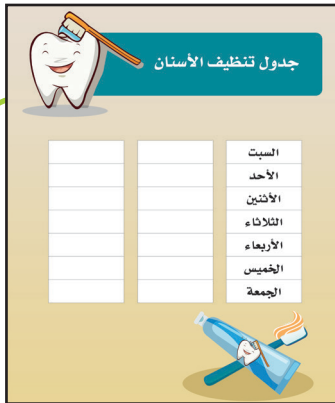 جدول تنظيف الأسنان
السبت
الأحد
الأثنين
الثلاثاء
الأربعاء
الخميس
الجمعة